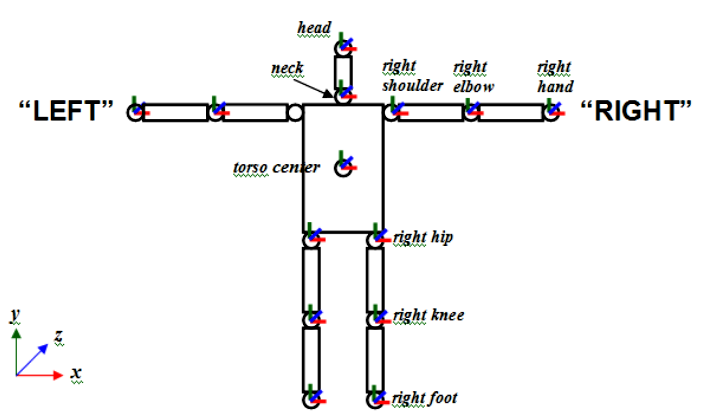 head
neck
right
shoulder
right
elbow
right
hand
“LEFT”
“RIGHT”
torso center
right hip
right knee
right foot
y
z
x